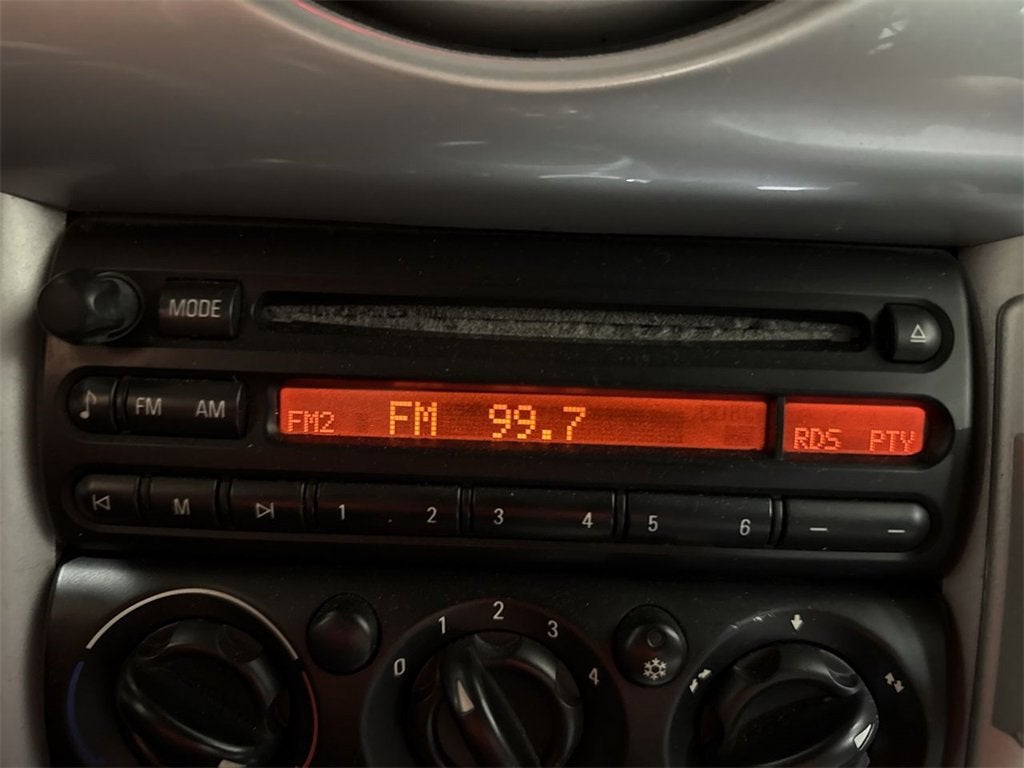 MODE
FM AM
FM2 FM 99.7 RDS PTY
M 1 2 3 4 5 6
0 1 2 3 4